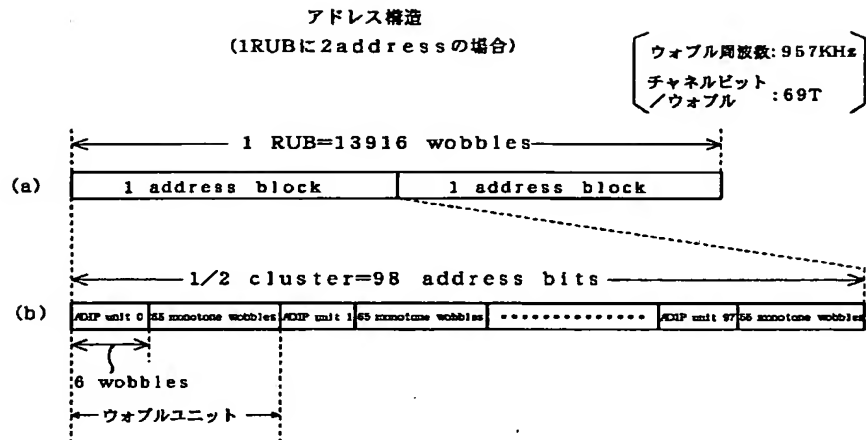 アドレス構造
(1RUBに2addressの場合)
ウォブル周波数:957KHz
チャネルビット
/ウォブル :69T
1 RUB=13916 wobbles
(a)
1 address block 1 address block
1/2 cluster=98 address bits
(b)
ADIP unit 0 65 monotone wobbles ADIP unit 1 65 monotone wobbles ADIP unit 97 65 monotone wobbles
6 wobbles
ウォブルユニット